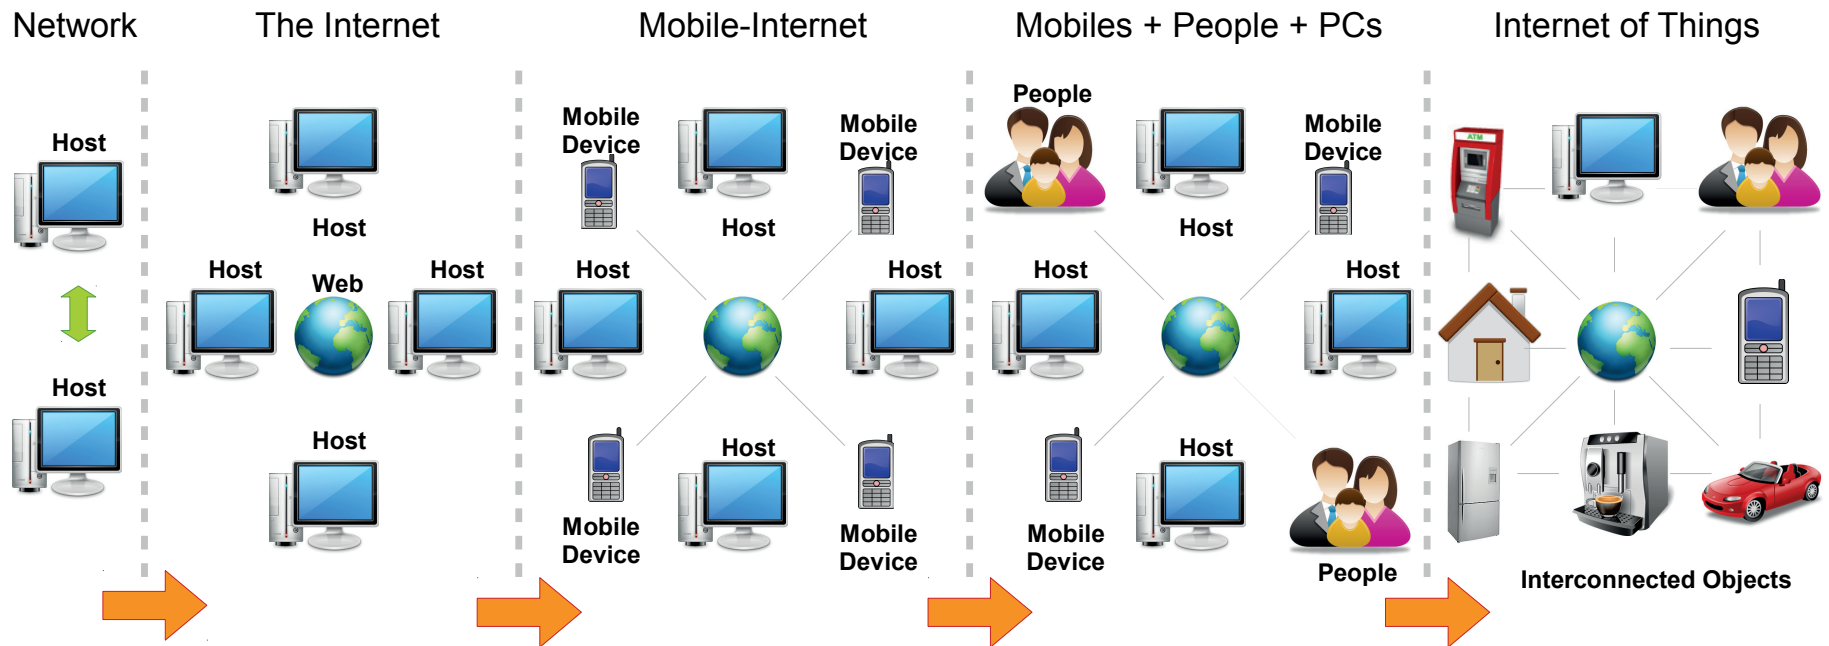 Network
The Internet
Mobile-Internet
Mobiles + People + PCs
Internet of Things
Host
Host
Host
Host
Web
Host
Host
Mobile
Device
Mobile
Device
Host
Host
Host
Host
Mobile
Device
Mobile
Device
People
Mobile
Device
Host
Host
Host
Host
Mobile
Device
People
ATM
Interconnected Objects